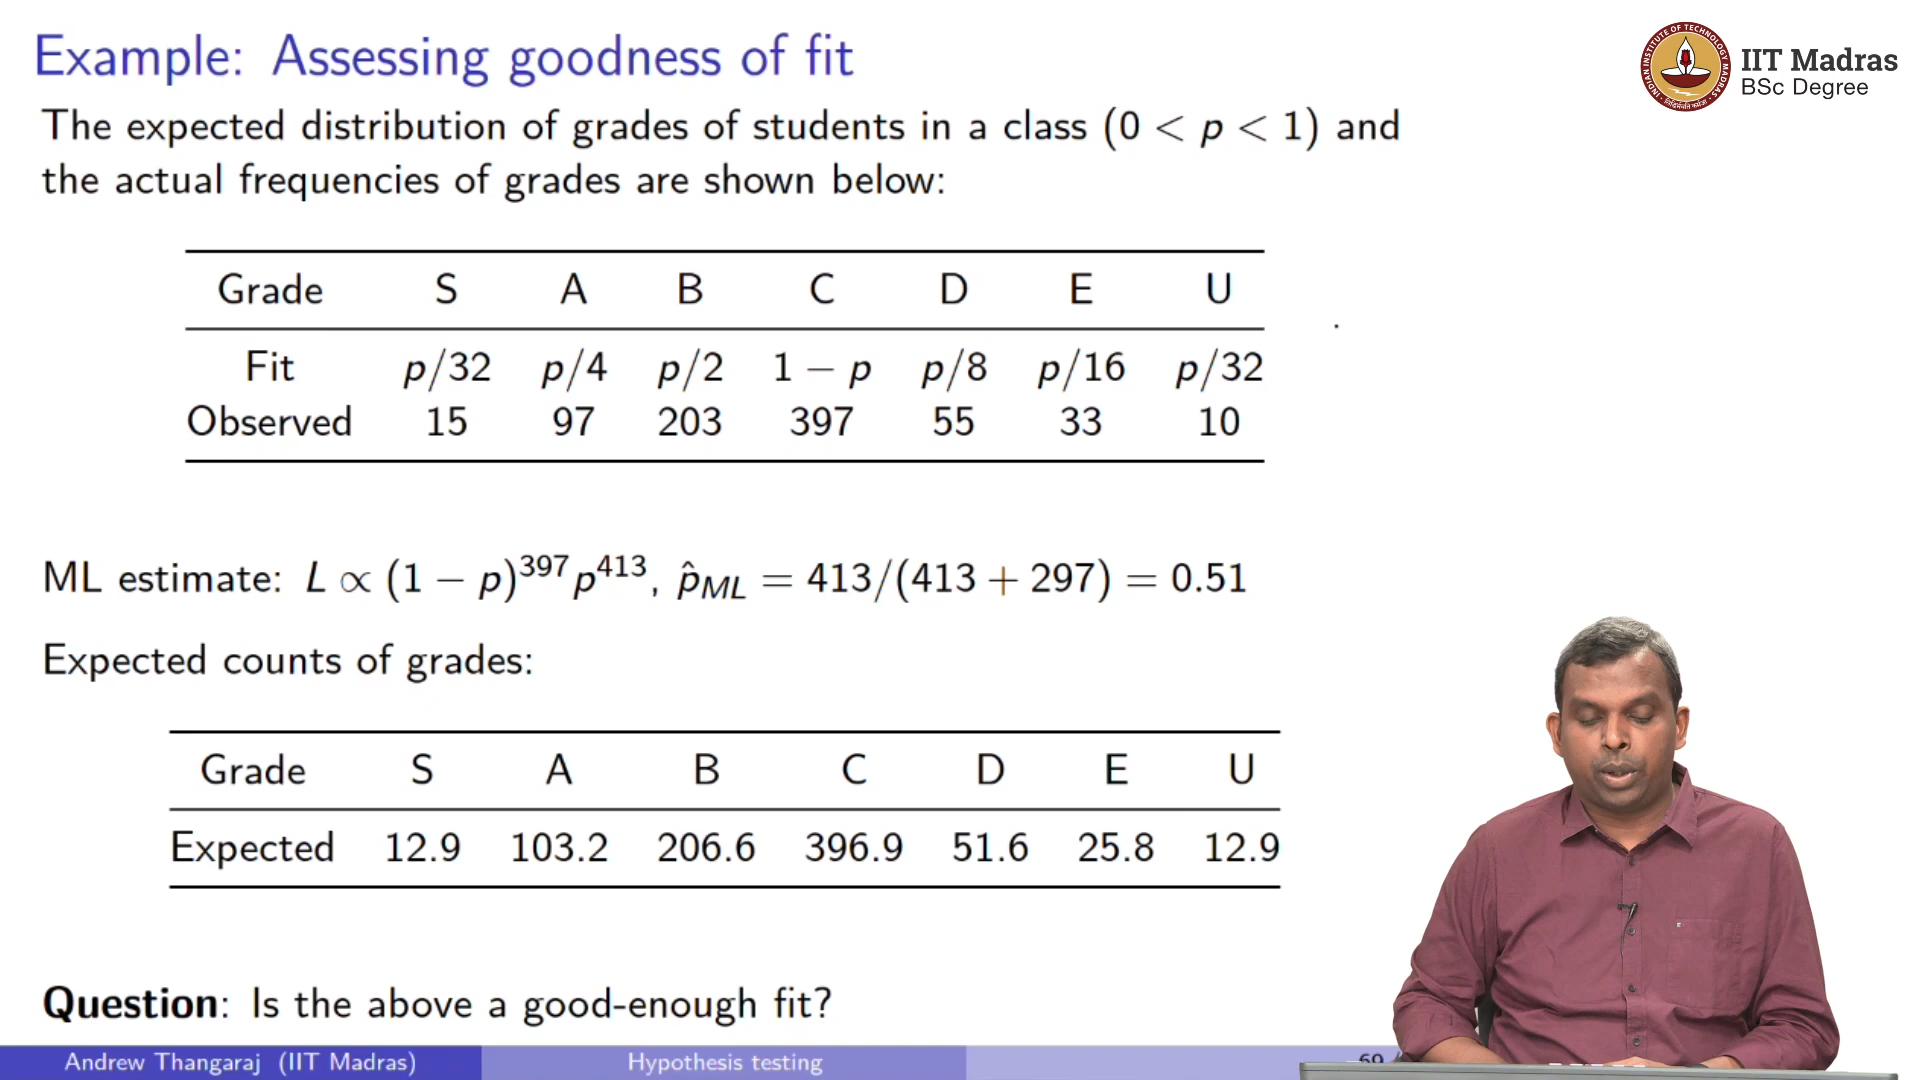 Example: Assessing goodness of fit
IIT Madras
BSc Degree
The expected distribution of grades of students in a class (0 < p < 1) and
the actual frequencies of grades are shown below:
Grade S A B C D E U
Fit p/32 p/4 p/2 1 − p p/8 p/16 p/32
Observed 15 97 203 397 55 33 10
ML estimate: L ∝ (1 − p)³⁹⁷p⁴¹³, p̂_ML = 413/(413 + 297) = 0.51
Expected counts of grades:
Grade S A B C D E U
Expected 12.9 103.2 206.6 396.9 51.6 25.8 12.9
Question: Is the above a good-enough fit?
Andrew Thangaraj (IIT Madras) Hypothesis testing